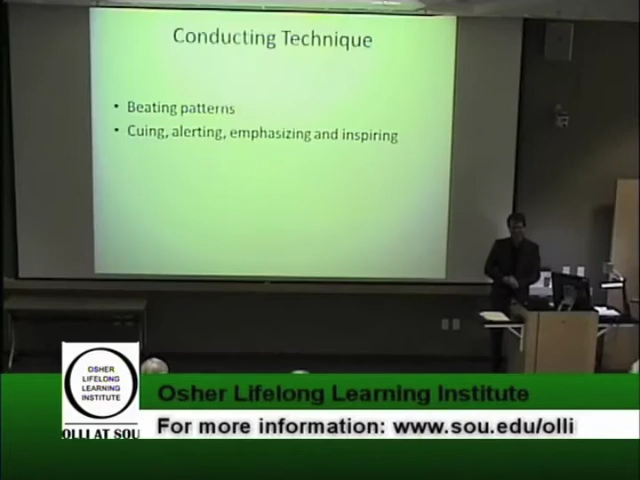 Conducting Technique
• Beating patterns
• Cuing, alerting, emphasizing and inspiring
OSHER
LIFELONG
LEARNING
INSTITUTE
OLLI AT SOU
Osher Lifelong Learning Institute
For more information: www.sou.edu/olli